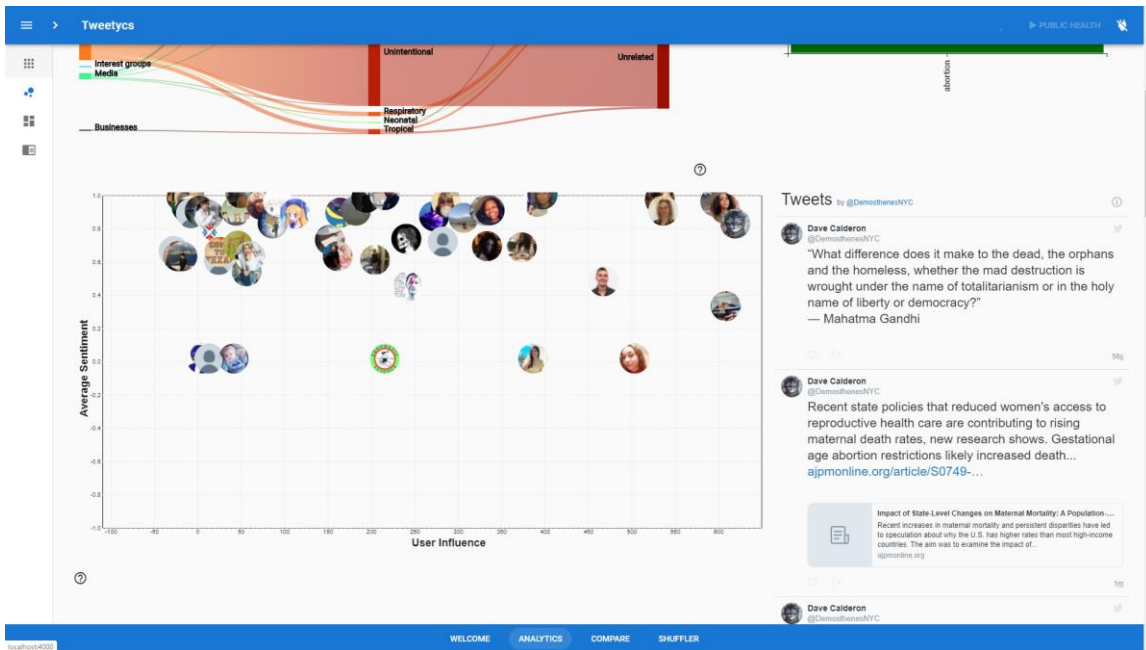 Tweetycs
PUBLIC HEALTH
Interest groups
Media
Businesses
Unintentional
Respiratory
Neonatal
Tropical
Unrelated
abortion
1.0
0.8
0.6
0.4
0.2
0.0
-0.2
-0.4
-0.6
-0.8
-1.0
Average Sentiment
-100 -50 0 50 100 150 200 250 300 350 400 450 500 550 600
User Influence
Tweets by @DemosthenesNYC
Dave Calderon
@DemosthenesNYC
“What difference does it make to the dead, the orphans
and the homeless, whether the mad destruction is
wrought under the name of totalitarianism or in the holy
name of liberty or democracy?”
— Mahatma Gandhi
Dave Calderon
@DemosthenesNYC
Recent state policies that reduced women's access to
reproductive health care are contributing to rising
maternal death rates, new research shows. Gestational
age abortion restrictions likely increased death...
ajpmonline.org/article/S0749-…
Impact of State-Level Changes on Maternal Mortality: A Population-...
Recent increases in maternal mortality and persistent disparities have led
to speculation about why the U.S. has higher rates than most high-income
countries. The aim was to examine the impact of...
ajpmonline.org
1m
Dave Calderon
@DemosthenesNYC
WELCOME ANALYTICS COMPARE SHUFFLER
localhost:4000